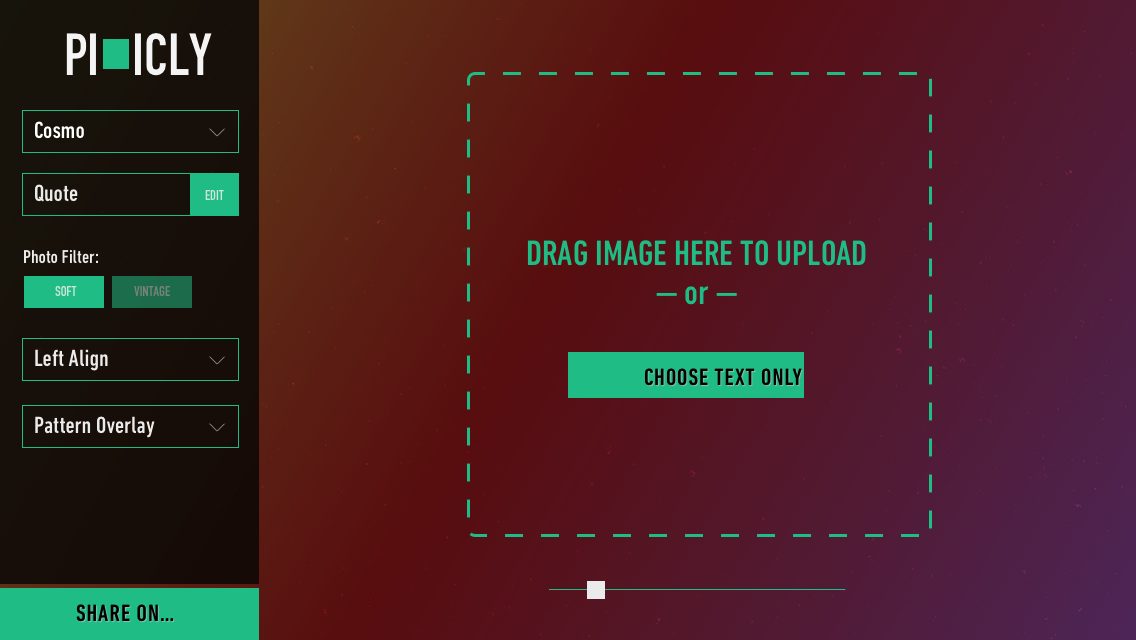 PI ICLY
Cosmo
Quote
EDIT
Photo Filter:
SOFT
VINTAGE
Left Align
Pattern Overlay
SHARE ON...
DRAG IMAGE HERE TO UPLOAD
— or —
CHOOSE TEXT ONLY